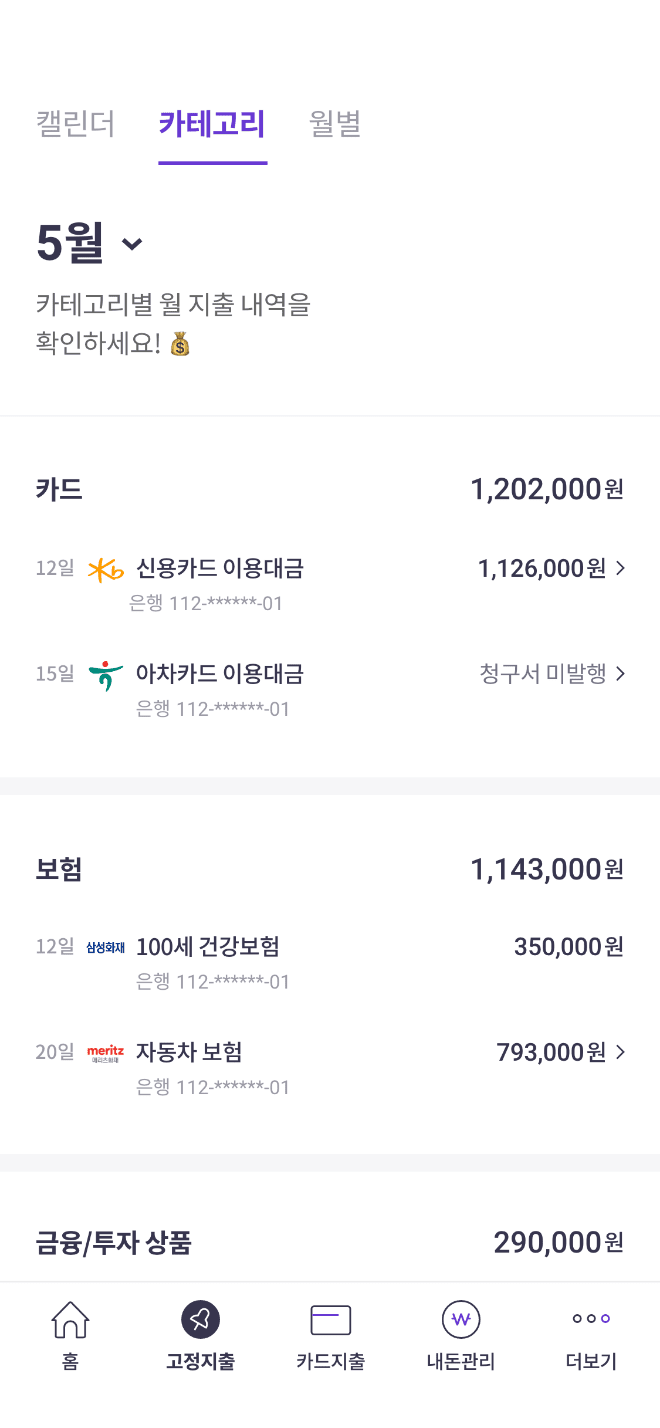 캘린더 카테고리 월별
5월
카테고리별 월 지출 내역을
확인하세요!
카드 1,202,000원
12일 신용카드 이용대금 1,126,000원
은행 112-******-01
15일 아차카드 이용대금 청구서 미발행
은행 112-******-01
보험 1,143,000원
12일 삼성화재 100세 건강보험 350,000원
은행 112-******-01
20일 meritz 메리츠화재 자동차 보험 793,000원
은행 112-******-01
금융/투자 상품 290,000원
홈 고정지출 카드지출 내돈관리 더보기